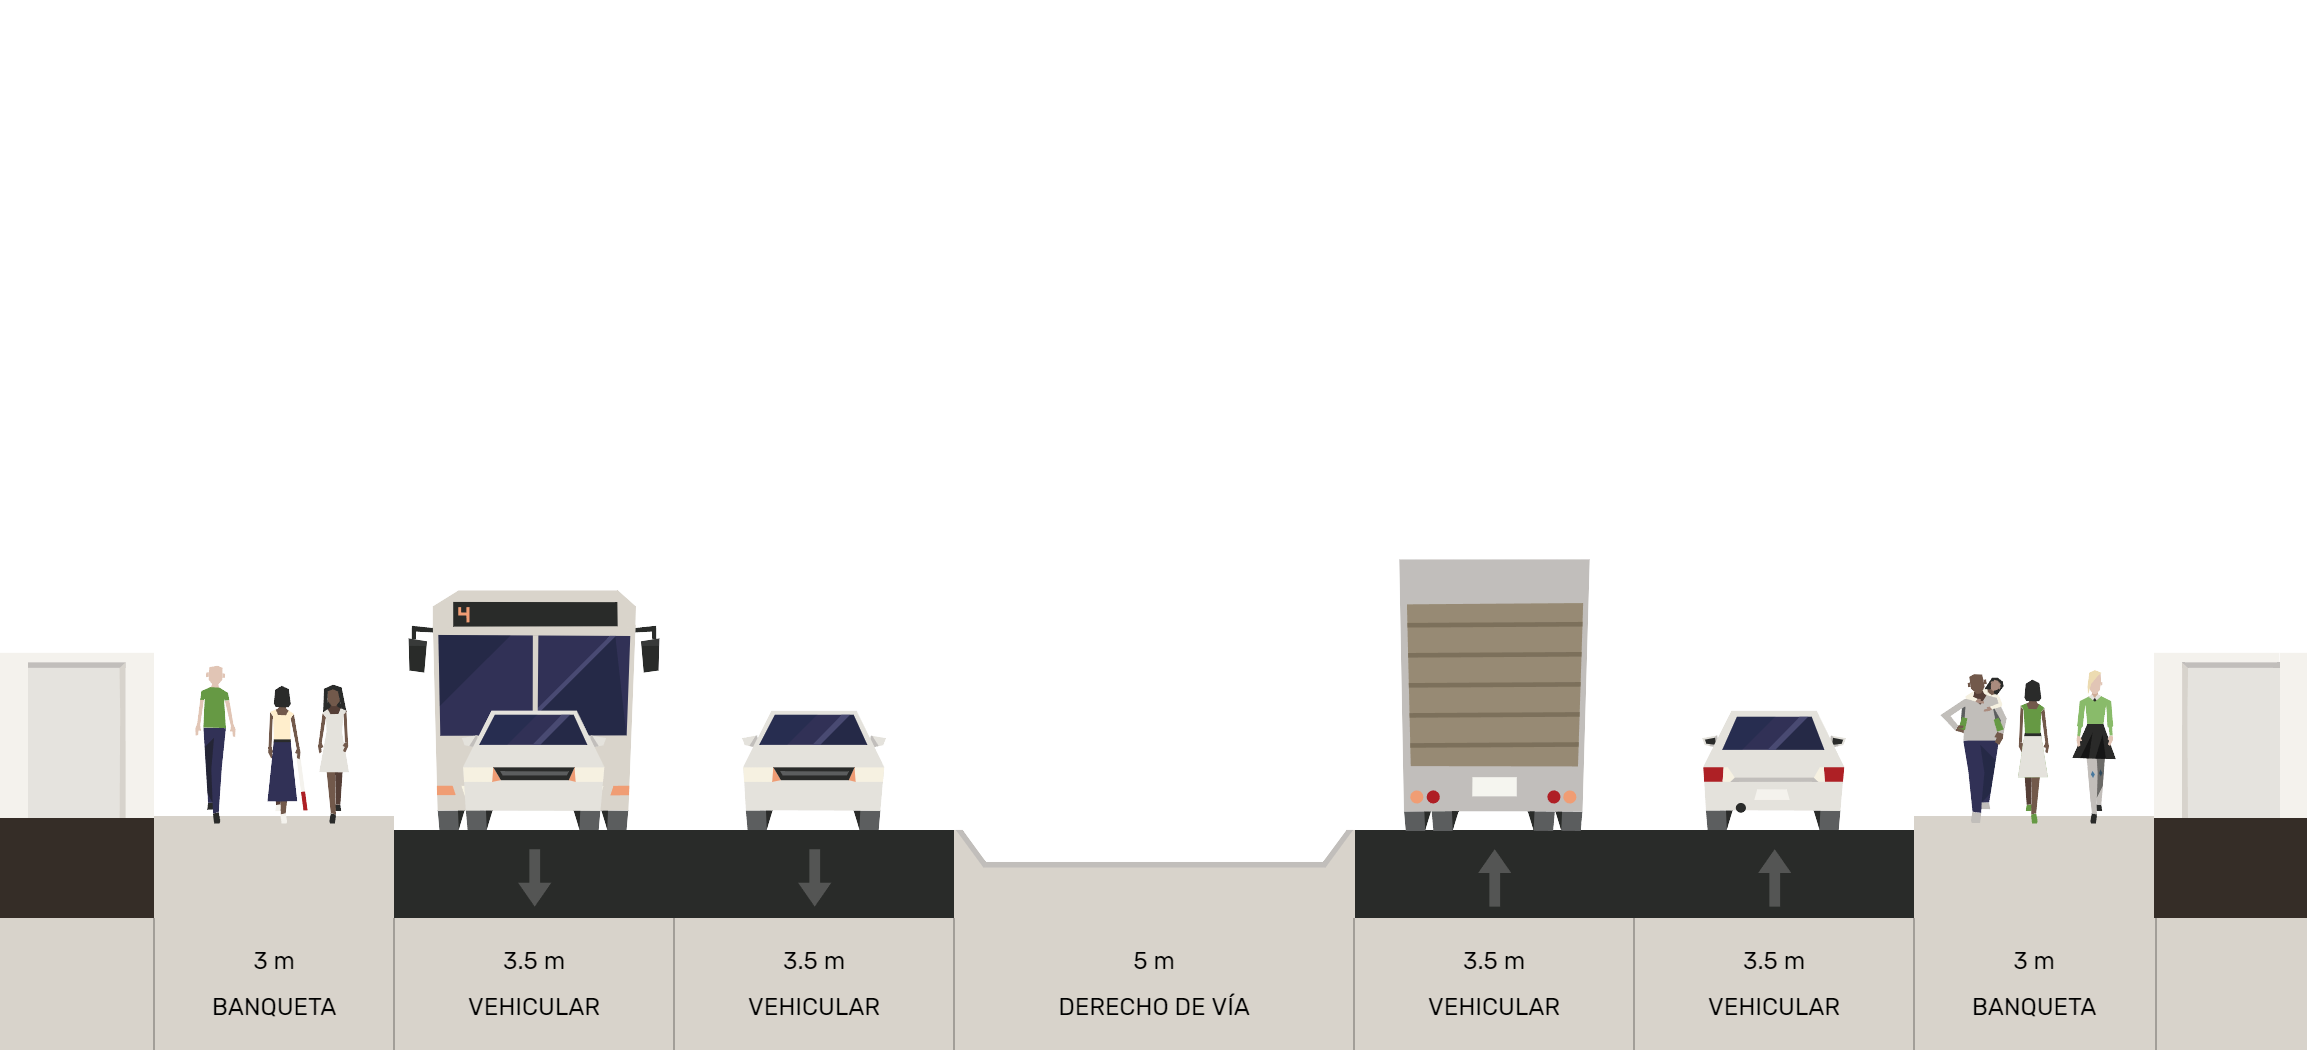 4
3 m
BANQUETA
3.5 m
VEHICULAR
3.5 m
VEHICULAR
5 m
DERECHO DE VÍA
3.5 m
VEHICULAR
3.5 m
VEHICULAR
3 m
BANQUETA